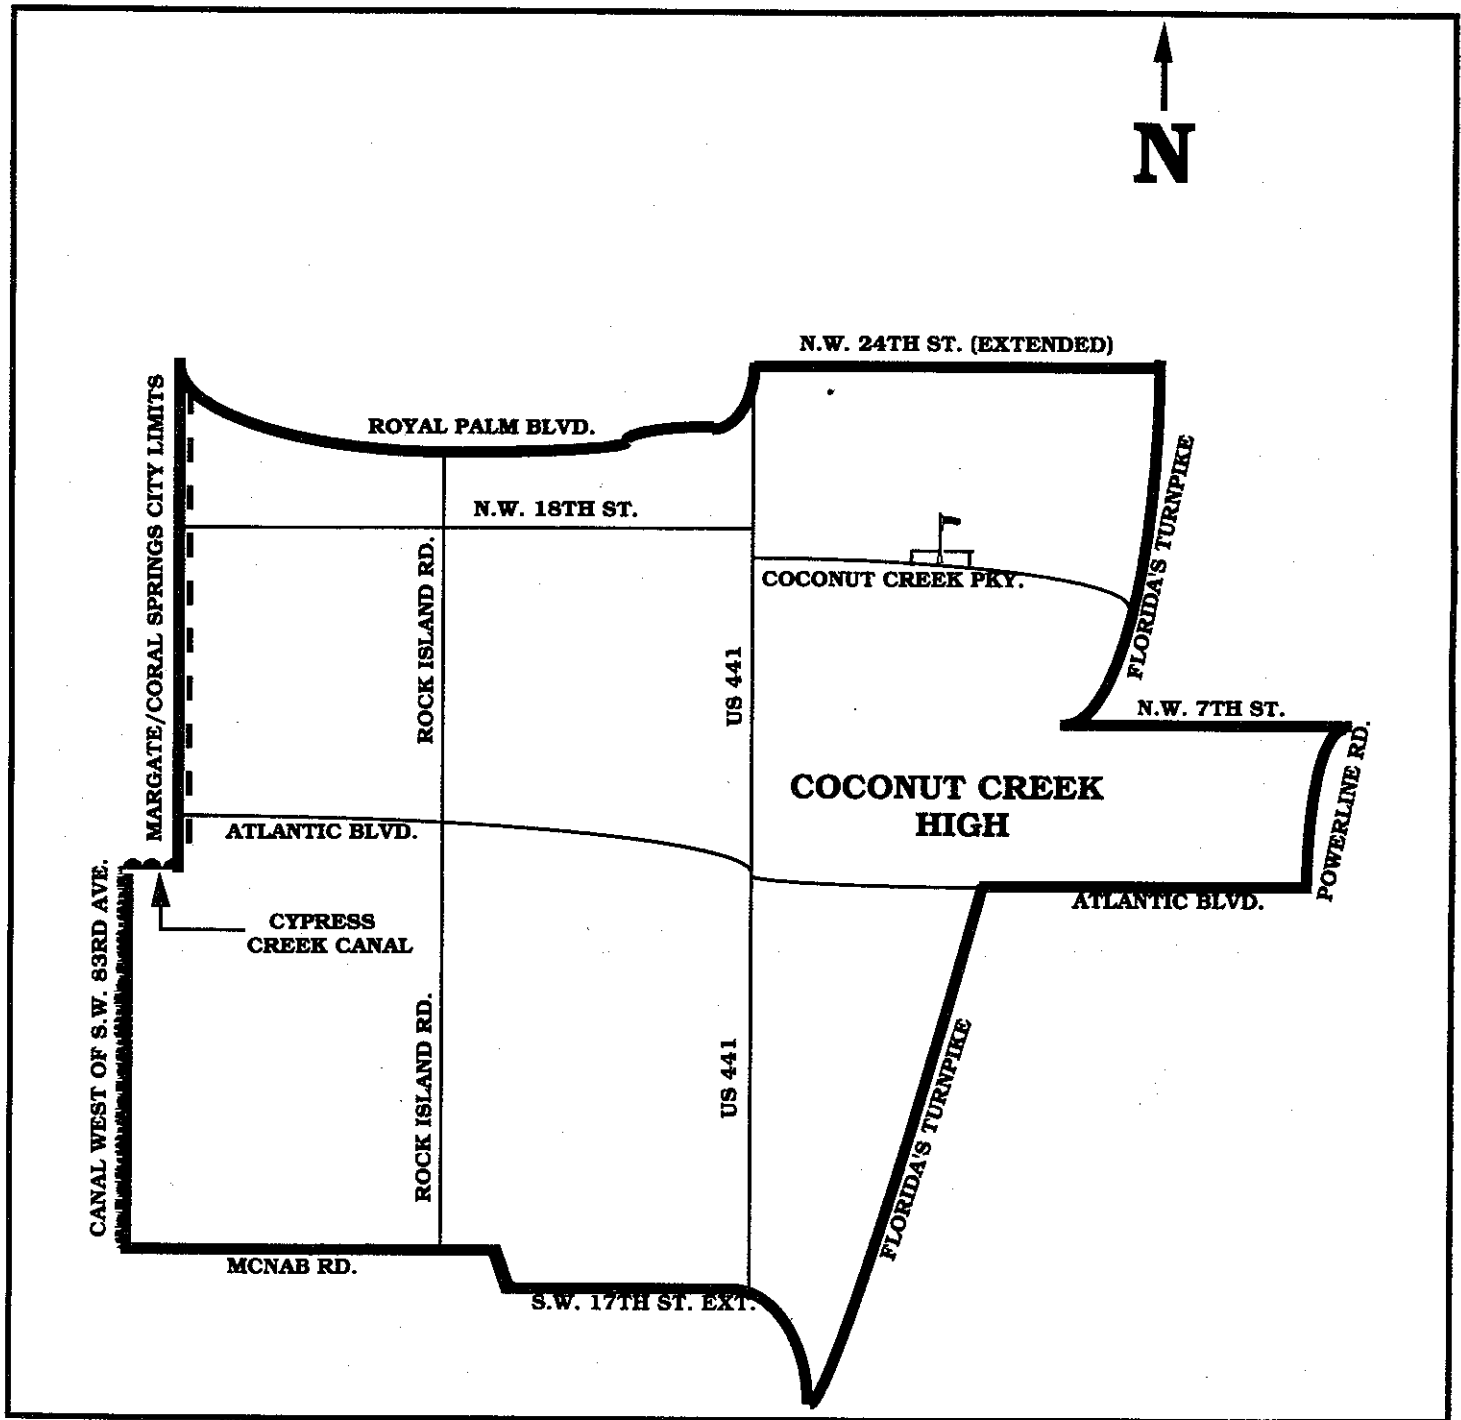 N
N.W. 24TH ST. (EXTENDED)
MARGATE/CORAL SPRINGS CITY LIMITS
ROYAL PALM BLVD.
FLORIDA'S TURNPIKE
N.W. 18TH ST.
ROCK ISLAND RD.
COCONUT CREEK PKY.
US 441
N.W. 7TH ST.
POWERLINE RD.
COCONUT CREEK
HIGH
ATLANTIC BLVD.
ATLANTIC BLVD.
CANAL WEST OF S.W. 83RD AVE.
CYPRESS
CREEK CANAL
ROCK ISLAND RD.
US 441
FLORIDA'S TURNPIKE
MCNAB RD.
S.W. 17TH ST. EXT.